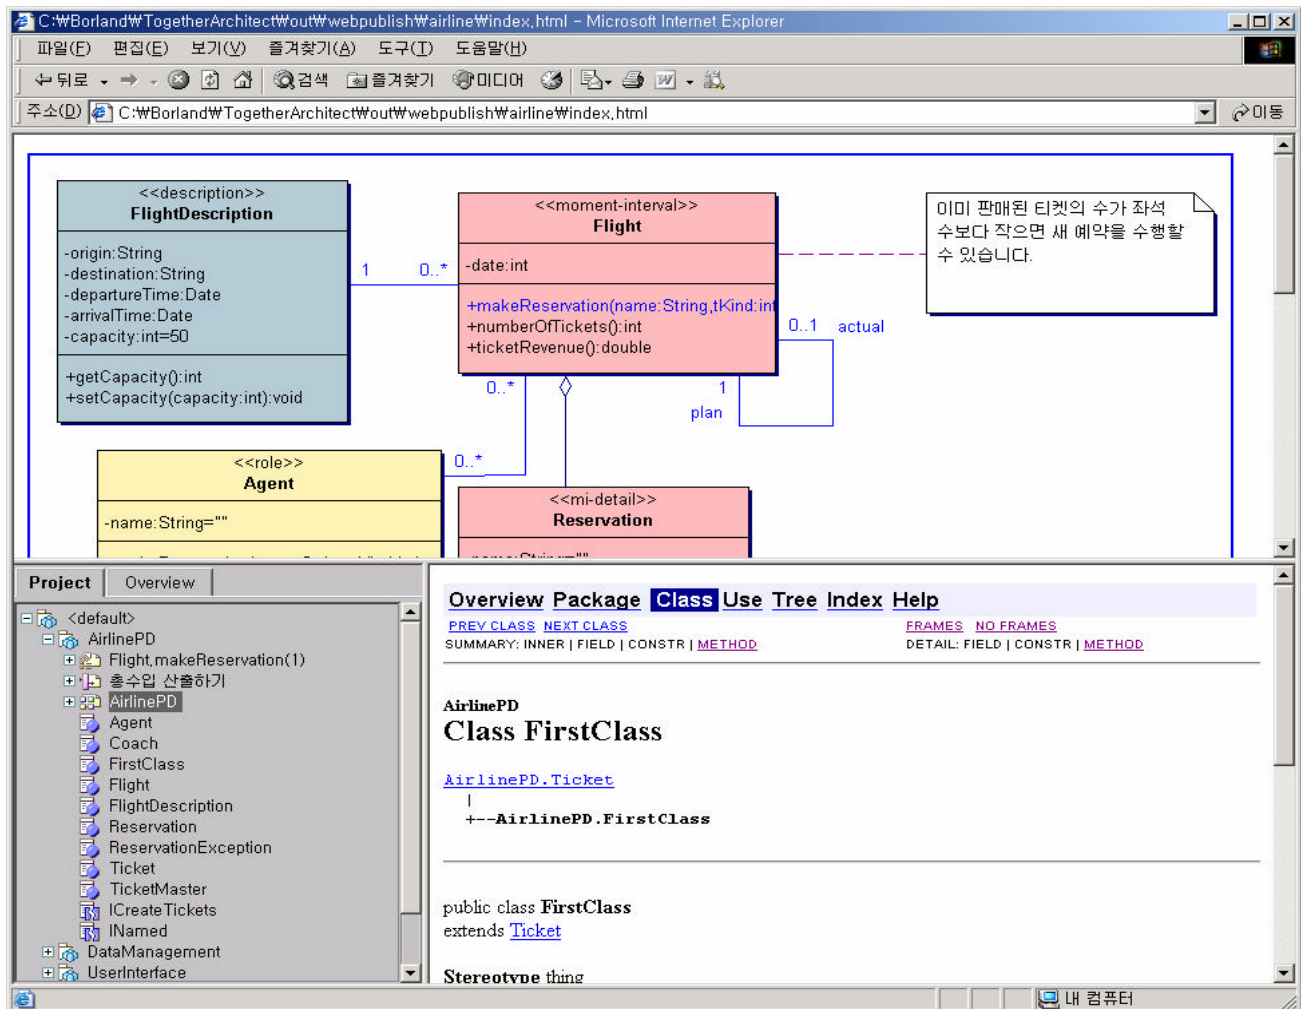 C:₩Borland₩TogetherArchitect₩out₩webpublish₩airline₩index.html - Microsoft Internet Explorer
파일(F) 편집(E) 보기(V) 즐겨찾기(A) 도구(T) 도움말(H)
뒤로 검색 즐겨찾기 미디어
주소(D) C:₩Borland₩TogetherArchitect₩out₩webpublish₩airline₩index.html 이동
<<description>>
FlightDescription
-origin:String
-destination:String
-departureTime:Date
-arrivalTime:Date
-capacity:int=50
+getCapacity():int
+setCapacity(capacity:int):void
1 0..*
<<moment-interval>>
Flight
-date:int
+makeReservation(name:String,tKind:int
+numberOfTickets():int
+ticketRevenue():double
이미 판매된 티켓의 수가 좌석
수보다 작으면 새 예약을 수행할
수 있습니다.
0..1 actual
0..* 1
plan
0..*
<<role>>
Agent
-name:String=""
<<mi-detail>>
Reservation
Project Overview
<default>
AirlinePD
Flight.makeReservation(1)
총수입 산출하기
AirlinePD
Agent
Coach
FirstClass
Flight
FlightDescription
Reservation
ReservationException
Ticket
TicketMaster
ICreateTickets
INamed
DataManagement
UserInterface
Overview Package Class Use Tree Index Help
PREV CLASS NEXT CLASS FRAMES NO FRAMES
SUMMARY: INNER | FIELD | CONSTR | METHOD DETAIL: FIELD | CONSTR | METHOD
AirlinePD
Class FirstClass
AirlinePD.Ticket
|
+--AirlinePD.FirstClass
public class FirstClass
extends Ticket
Stereotype thing
내 컴퓨터